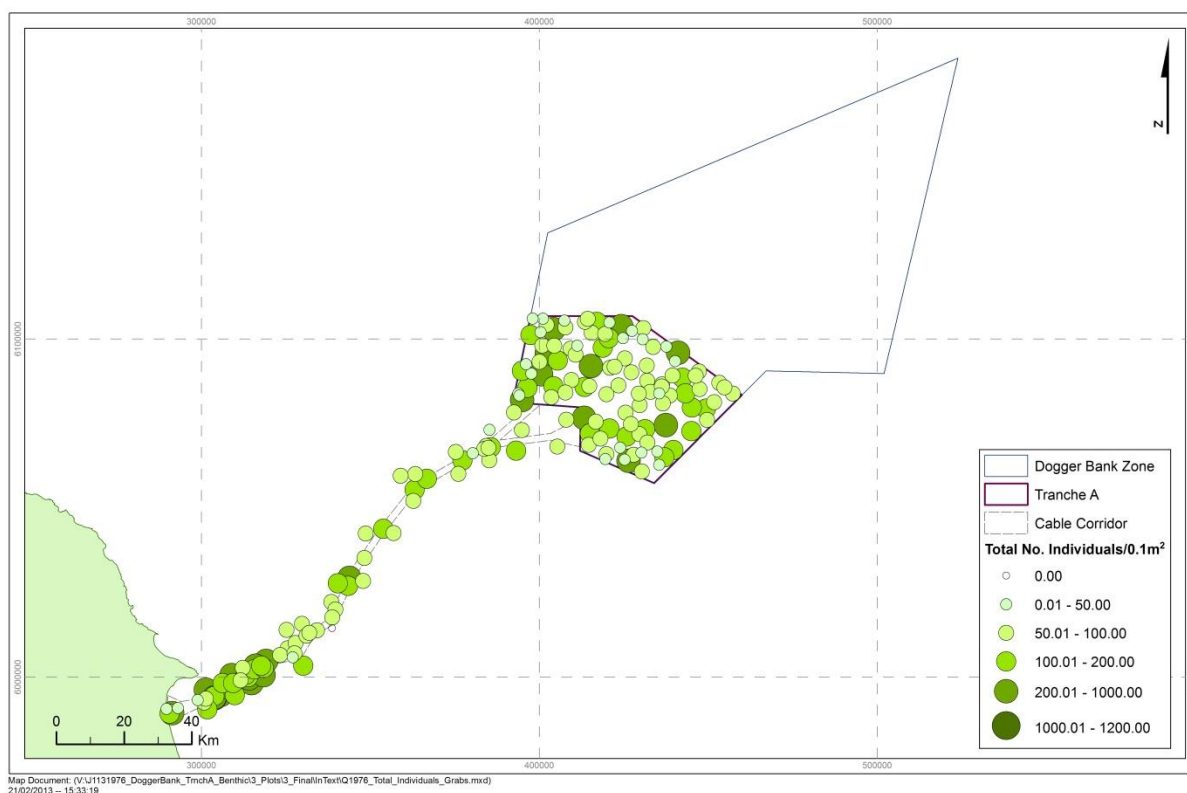 300000
400000
500000
N
6100000
6000000
Dogger Bank Zone
Tranche A
Cable Corridor
Total No. Individuals/0.1m²
0.00
0.01 - 50.00
50.01 - 100.00
100.01 - 200.00
200.01 - 1000.00
1000.01 - 1200.00
0 20 40
Km
300000
400000
500000
Map Document: (V:\J1131976_DoggerBank_TrnchA_Benthic\3_Plots\3_Final\InText\Q1976_Total_Individuals_Grabs.mxd)
21/02/2013 -- 15:33:19